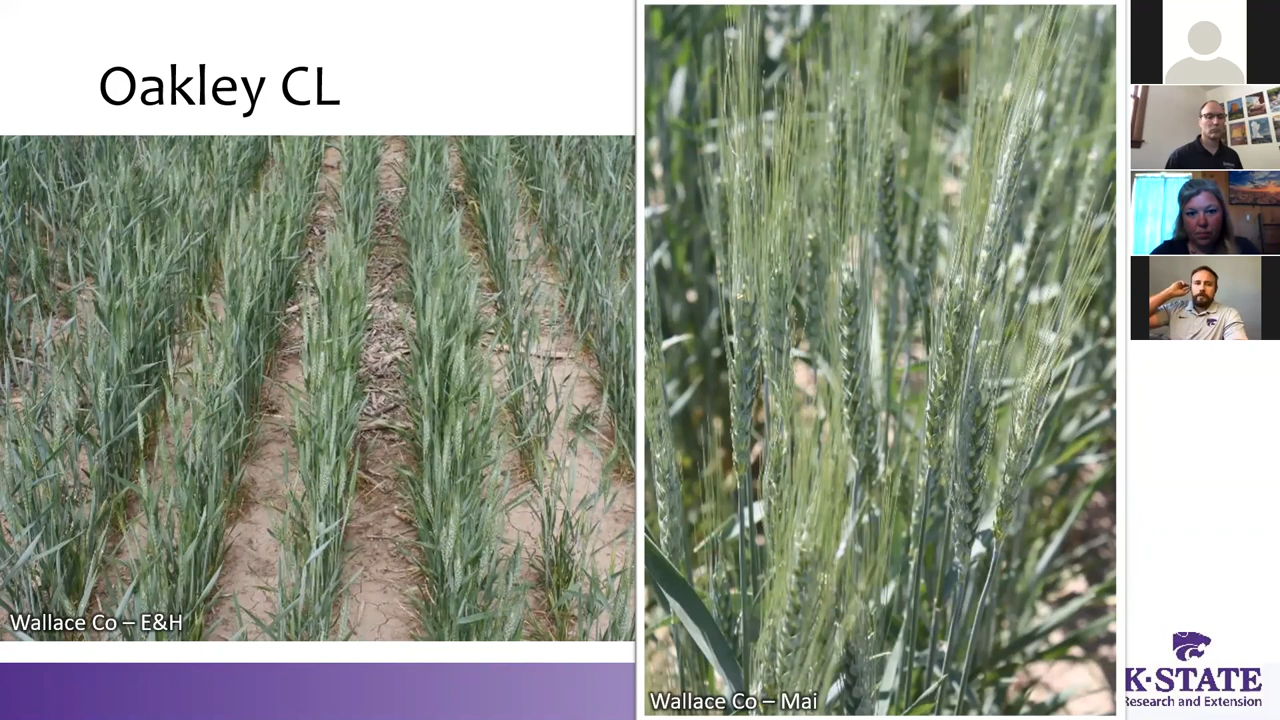 Oakley CL
Wallace Co – E&H
Wallace Co – Mai
K-STATE
Research and Extension